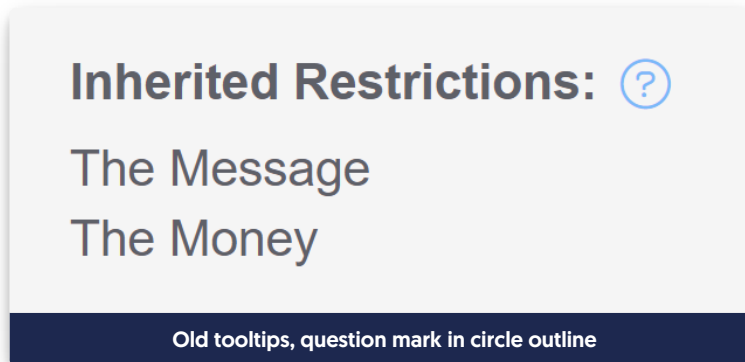 Inherited Restrictions: ?
The Message
The Money
Old tooltips, question mark in circle outline